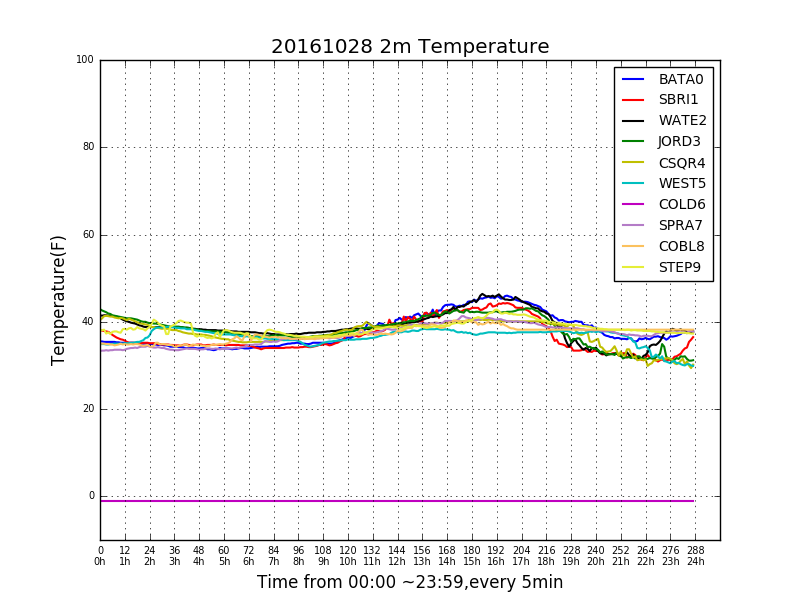 20161028 2m Temperature
100
80
60
40
20
0
Temperature(F)
BATA0
SBRI1
WATE2
JORD3
CSQR4
WEST5
COLD6
SPRA7
COBL8
STEP9
0 12 24 36 48 60 72 84 96 108 120 132 144 156 168 180 192 204 216 228 240 252 264 276 288
0h 1h 2h 3h 4h 5h 6h 7h 8h 9h 10h 11h 12h 13h 14h 15h 16h 17h 18h 19h 20h 21h 22h 23h 24h
Time from 00:00 ~23:59,every 5min